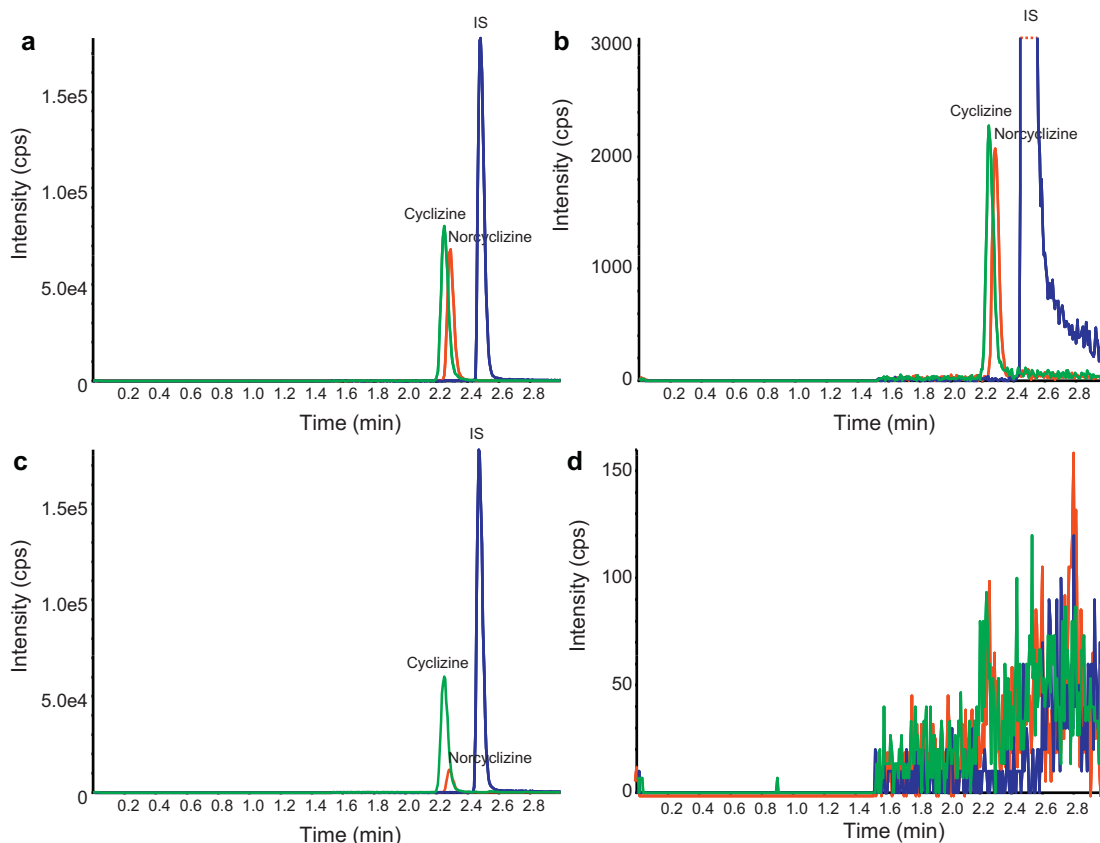 a
IS
Intensity (cps)
1.5e5
1.0e5
5.0e4
0
Cyclizine
Norcyclizine
0.2 0.4 0.6 0.8 1.0 1.2 1.4 1.6 1.8 2.0 2.2 2.4 2.6 2.8
Time (min)
b
IS
Intensity (cps)
3000
2000
1000
0
Cyclizine
Norcyclizine
0.2 0.4 0.6 0.8 1.0 1.2 1.4 1.6 1.8 2.0 2.2 2.4 2.6 2.8
Time (min)
c
IS
Intensity (cps)
1.5e5
1.0e5
5.0e4
0
Cyclizine
Norcyclizine
0.2 0.4 0.6 0.8 1.0 1.2 1.4 1.6 1.8 2.0 2.2 2.4 2.6 2.8
Time (min)
d
Intensity (cps)
150
100
50
0
0.2 0.4 0.6 0.8 1.0 1.2 1.4 1.6 1.8 2.0 2.2 2.4 2.6 2.8
Time (min)